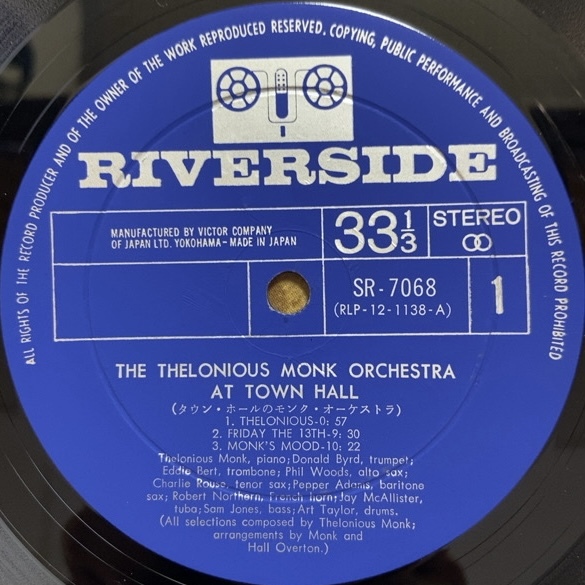 ALL RIGHTS OF THE RECORD PRODUCER AND OF THE OWNER OF THE WORK REPRODUCED RESERVED. COPYING, PUBLIC PERFORMANCE AND BROADCASTING OF THIS RECORD PROHIBITED
RIVERSIDE
MANUFACTURED BY VICTOR COMPANY
OF JAPAN LTD. YOKOHAMA-MADE IN JAPAN
33 1/3
STEREO
SR-7068
(RLP-12-1138-A)
1
THE THELONIOUS MONK ORCHESTRA
AT TOWN HALL
(タウン・ホールのモンク・オーケストラ)
1. THELONIOUS-0: 57
2. FRIDAY THE 13TH-9: 30
3. MONK'S MOOD-10: 22
Thelonious Monk, piano; Donald Byrd, trumpet;
Eddie Bert, trombone; Phil Woods, alto sax;
Charlie Rouse, tenor sax; Pepper Adams, baritone
sax; Robert Northern, French horn; Jay McAllister,
tuba; Sam Jones, bass; Art Taylor, drums.
(All selections composed by Thelonious Monk;
arrangements by Monk and
Hall Overton.)